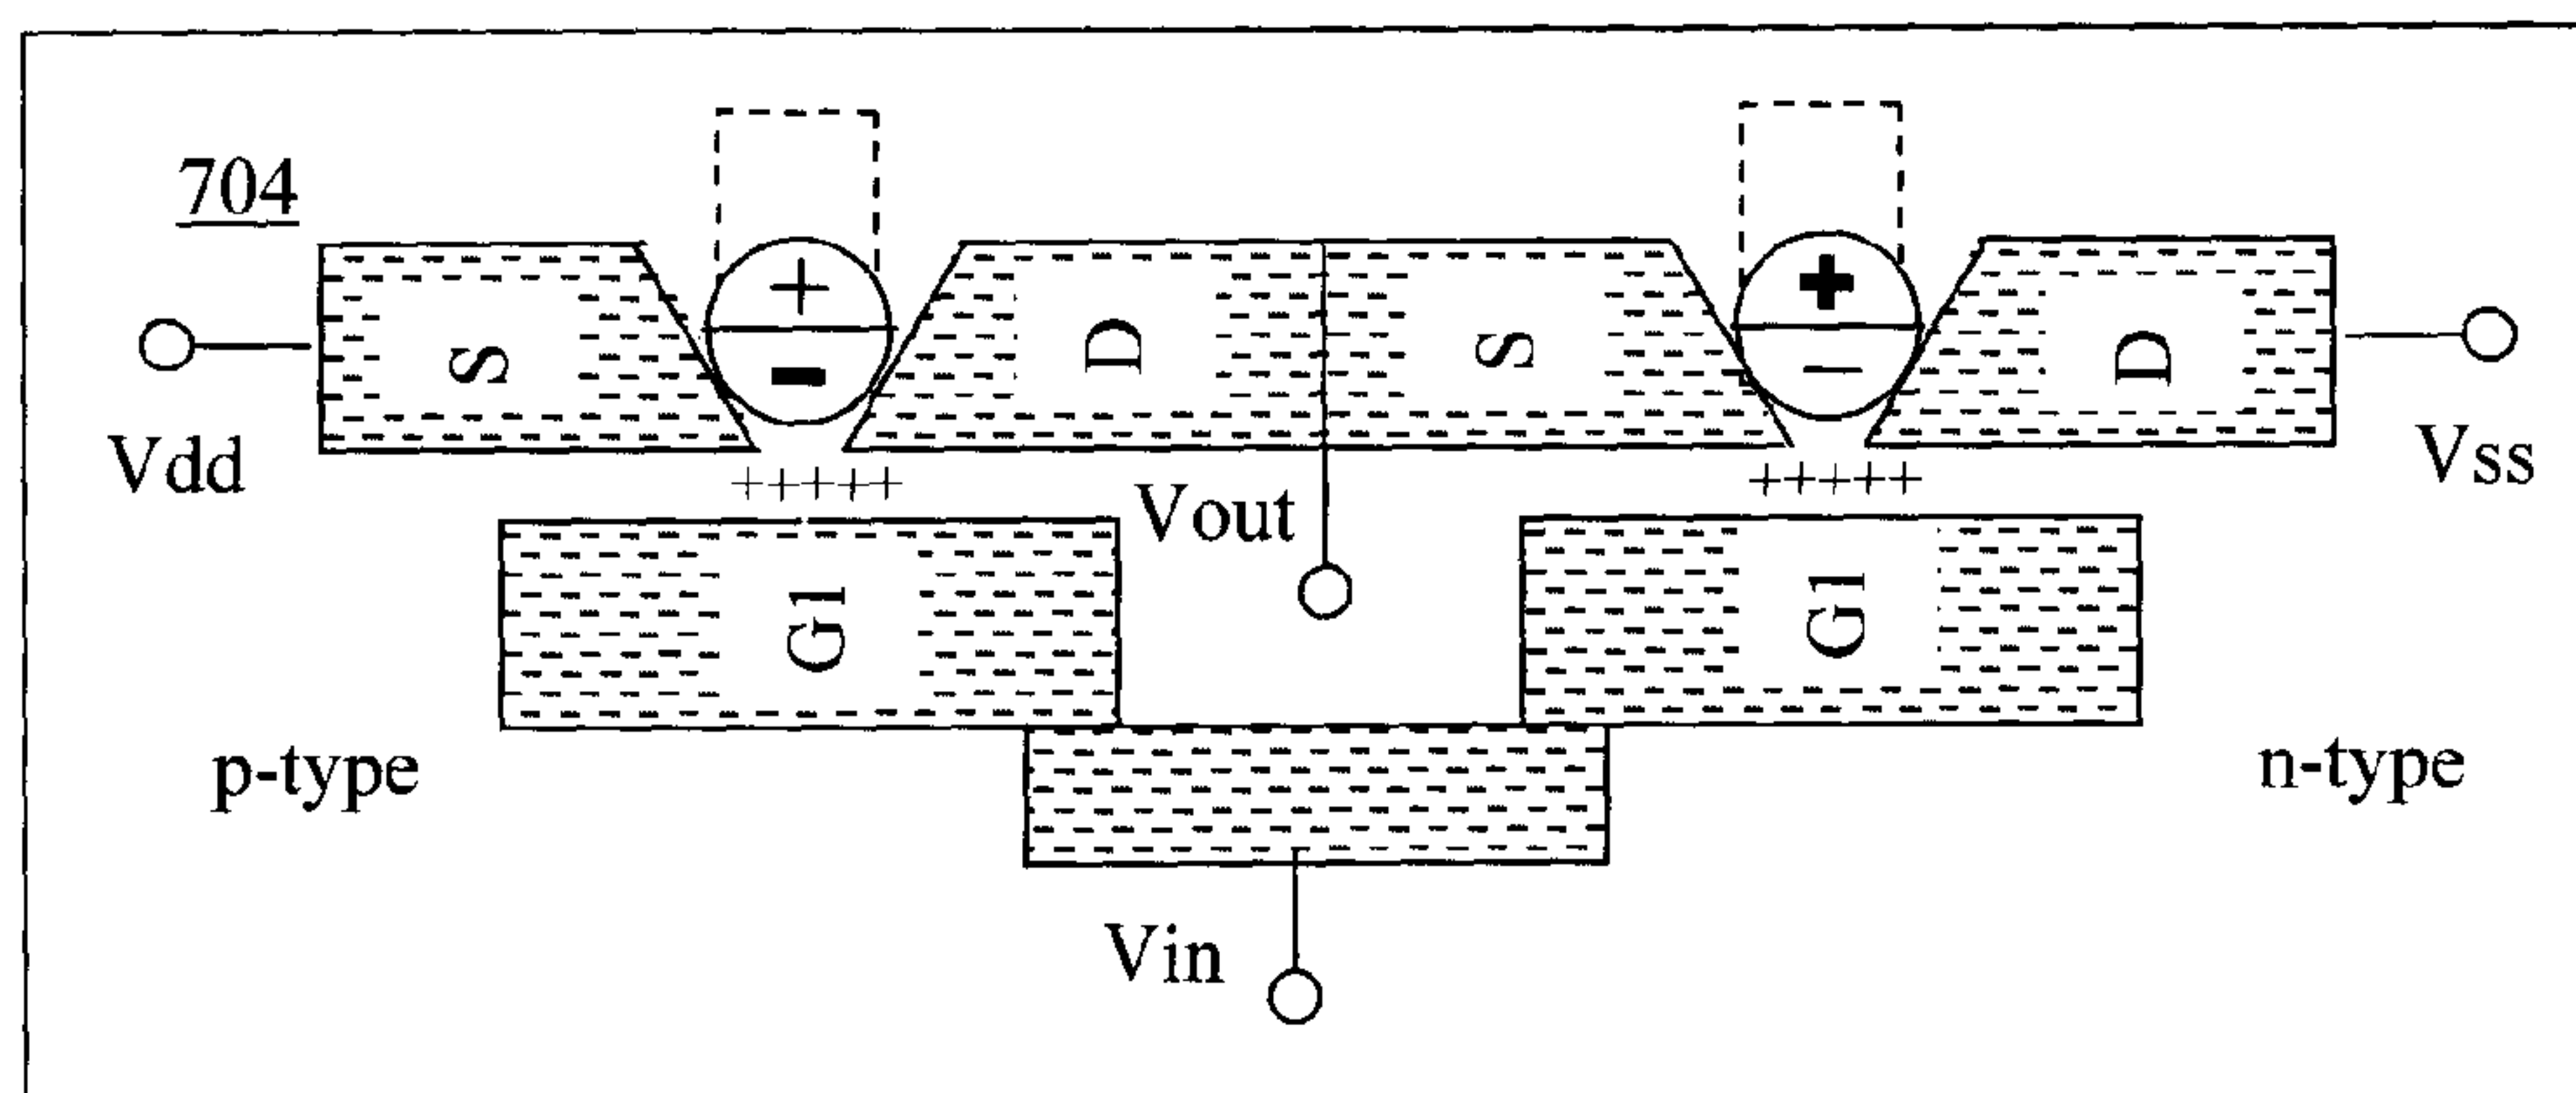 704
+ +
S - D S - D
Vdd +++++ +++++ Vss
Vout
G1 G1
p-type n-type
Vin